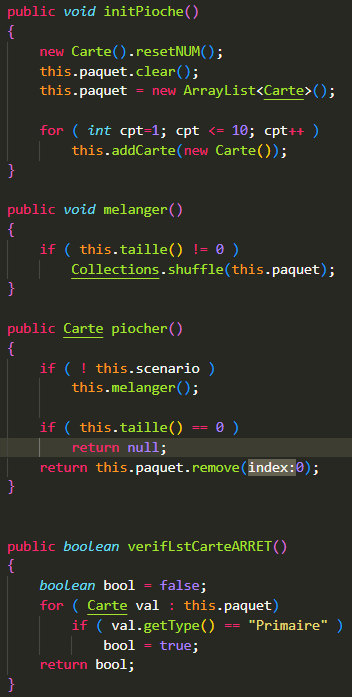 public void initPioche()
{
    new Carte().resetNUM();
    this.paquet.clear();
    this.paquet = new ArrayList<Carte>();

    for ( int cpt=1; cpt <= 10; cpt++ )
        this.addCarte(new Carte());
}

public void melanger()
{
    if ( this.taille() != 0 )
        Collections.shuffle(this.paquet);
}

public Carte piocher()
{
    if ( ! this.scenario )
        this.melanger();

    if ( this.taille() == 0 )
        return null;
    return this.paquet.remove(index:0);
}


public boolean verifLstCarteARRET()
{
    boolean bool = false;
    for ( Carte val : this.paquet)
        if ( val.getType() == "Primaire" )
            bool = true;
    return bool;
}